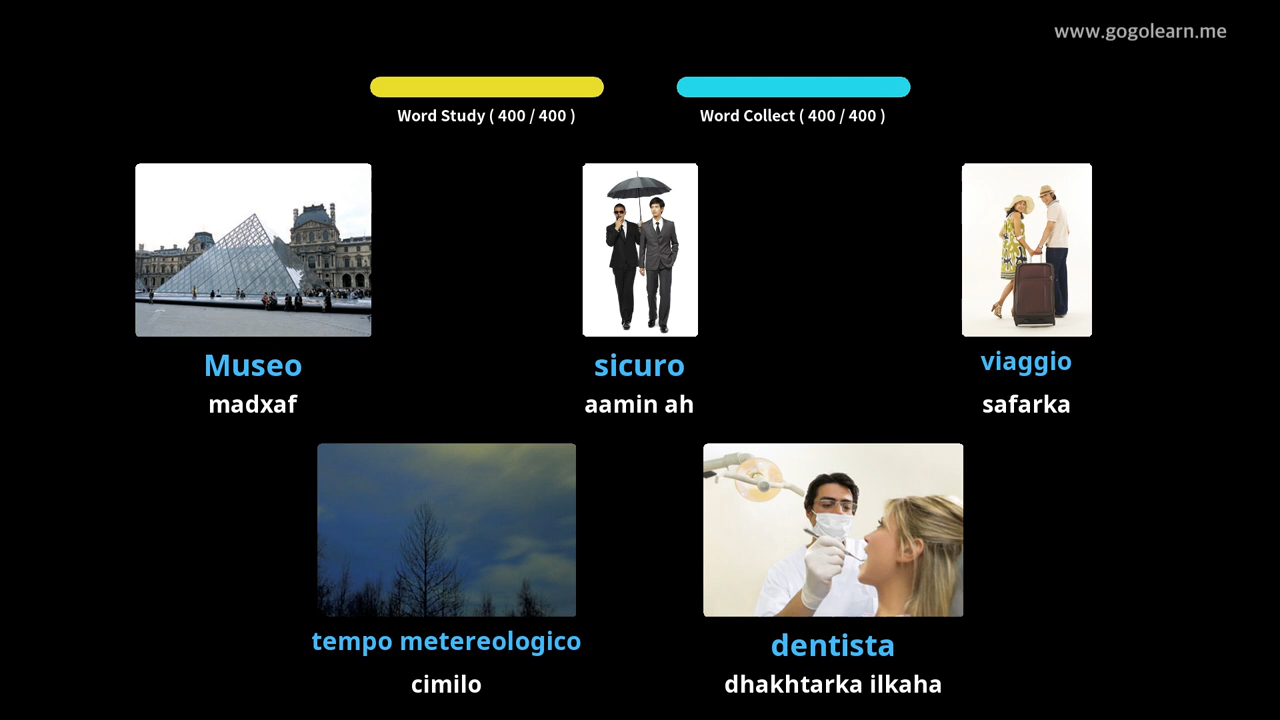 www.gogolearn.me
Word Study ( 400 / 400 )
Word Collect ( 400 / 400 )
Museo
madxaf
sicuro
aamin ah
viaggio
safarka
tempo metereologico
cimilo
dentista
dhakhtarka ilkaha